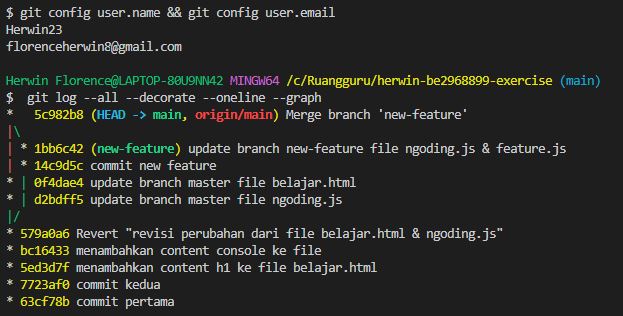 $ git config user.name && git config user.email
Herwin23
florenceherwin8@gmail.com
Herwin Florence@LAPTOP-80U9NN42 MINGW64 /c/Ruangguru/herwin-be2968899-exercise (main)
$  git log --all --decorate --oneline --graph
*   5c982b8 (HEAD -> main, origin/main) Merge branch 'new-feature'
|\
| * 1bb6c42 (new-feature) update branch new-feature file ngoding.js & feature.js
| * 14c9d5c commit new feature
* | 0f4dae4 update branch master file belajar.html
* | d2bdff5 update branch master file ngoding.js
|/
* 579a0a6 Revert "revisi perubahan dari file belajar.html & ngoding.js"
* bc16433 menambahkan content console ke file
* 5ed3d7f menambahkan content h1 ke file belajar.html
* 7723af0 commit kedua
* 63cf78b commit pertama